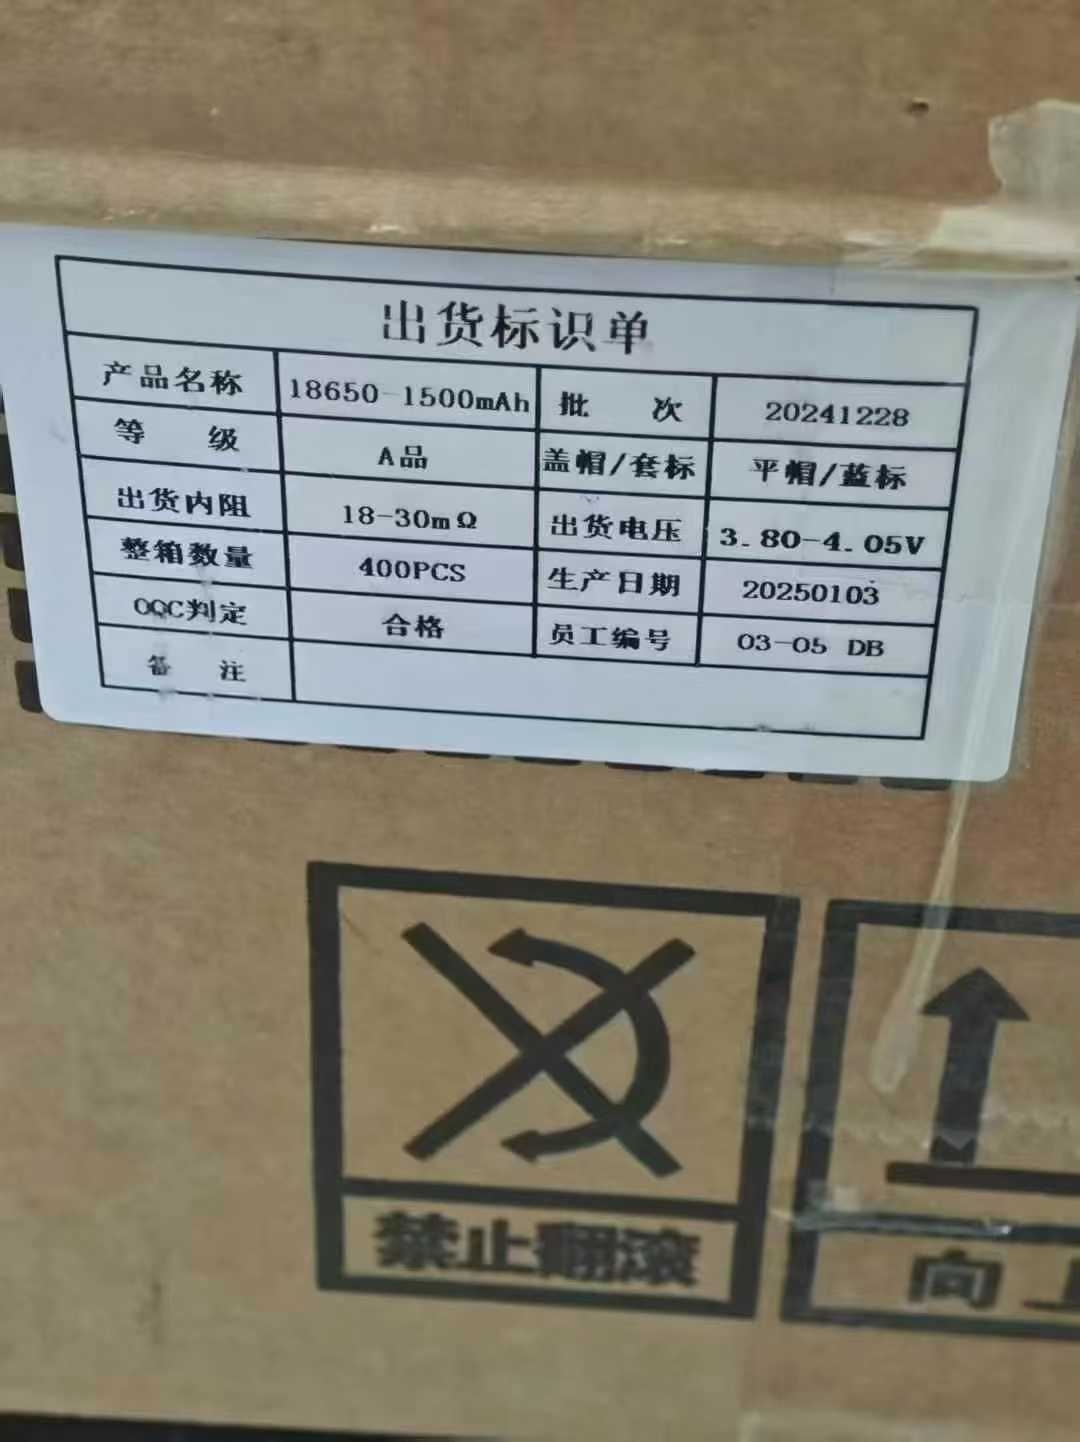 出货标识单
产品名称 18650-1500mAh 批 次 20241228
等 级 A品 盖帽/套标 平帽/蓝标
出货内阻 18-30mΩ 出货电压 3.80-4.05V
整箱数量 400PCS 生产日期 20250103
OQC判定 合格 员工编号 03-05 DB
备 注
禁止翻滚
向上